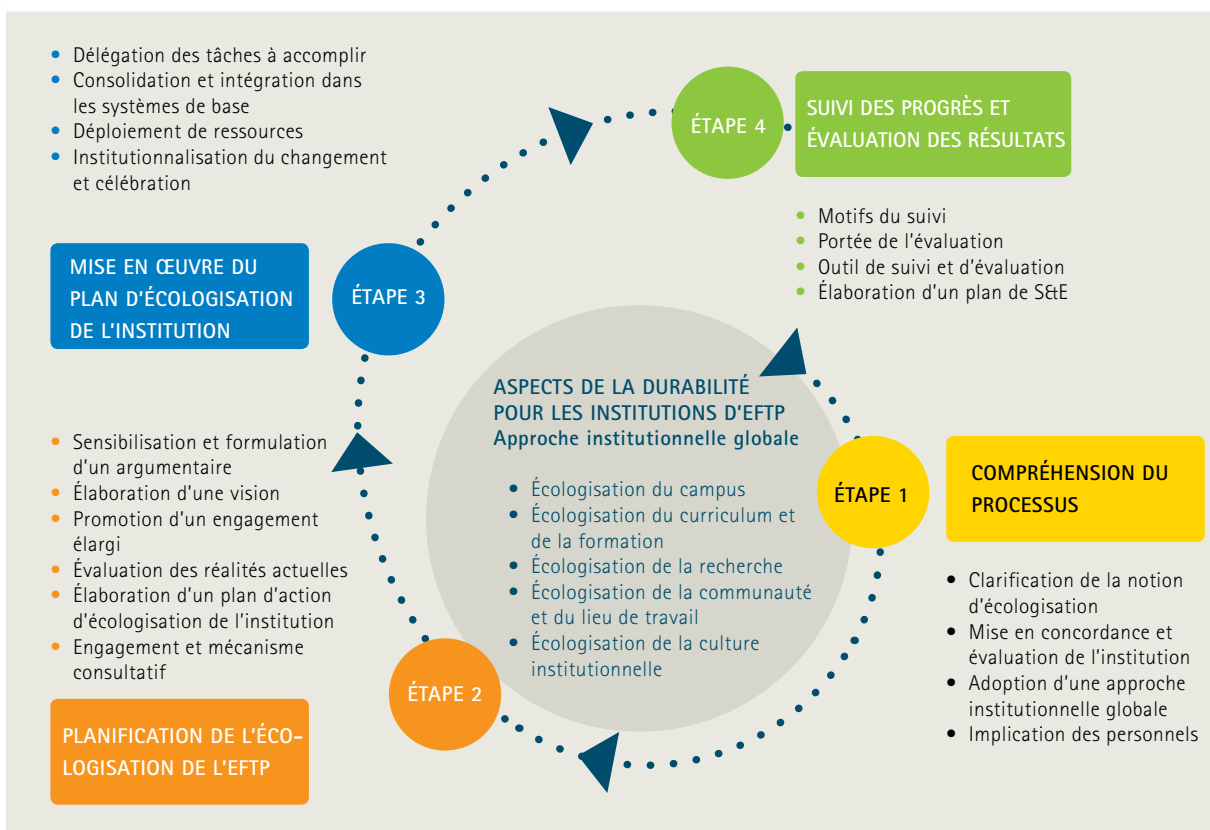 • Délégation des tâches à accomplir
• Consolidation et intégration dans
les systèmes de base
• Déploiement de ressources
• Institutionnalisation du changement
et célébration
ÉTAPE 4
SUIVI DES PROGRÈS ET
ÉVALUATION DES RÉSULTATS
• Motifs du suivi
• Portée de l'évaluation
• Outil de suivi et d'évaluation
• Élaboration d'un plan de S&E
MISE EN ŒUVRE DU
PLAN D'ÉCOLOGISATION
DE L'INSTITUTION
ÉTAPE 3
ASPECTS DE LA DURABILITÉ
POUR LES INSTITUTIONS D'EFTP
Approche institutionnelle globale
• Écologisation du campus
• Écologisation du curriculum et
de la formation
• Écologisation de la recherche
• Écologisation de la communauté
et du lieu de travail
• Écologisation de la culture
institutionnelle
ÉTAPE 1
COMPRÉHENSION DU
PROCESSUS
• Clarification de la notion
d'écologisation
• Mise en concordance et
évaluation de l'institution
• Adoption d'une approche
institutionnelle globale
• Implication des personnels
• Sensibilisation et formulation
d'un argumentaire
• Élaboration d'une vision
• Promotion d'un engagement
élargi
• Évaluation des réalités actuelles
• Élaboration d'un plan d'action
d'écologisation de l'institution
• Engagement et mécanisme
consultatif
ÉTAPE 2
PLANIFICATION DE L'ÉCO-
LOGISATION DE L'EFTP